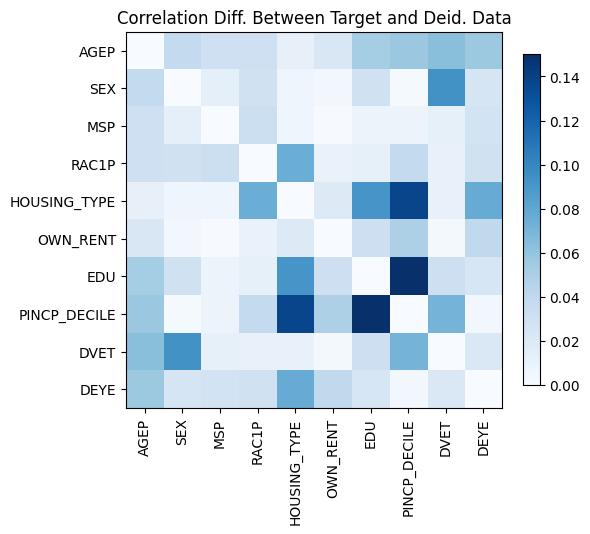 Correlation Diff. Between Target and Deid. Data
AGEP
SEX
MSP
RAC1P
HOUSING_TYPE
OWN_RENT
EDU
PINCP_DECILE
DVET
DEYE
AGEP
SEX
MSP
RAC1P
HOUSING_TYPE
OWN_RENT
EDU
PINCP_DECILE
DVET
DEYE
0.14
0.12
0.10
0.08
0.06
0.04
0.02
0.00